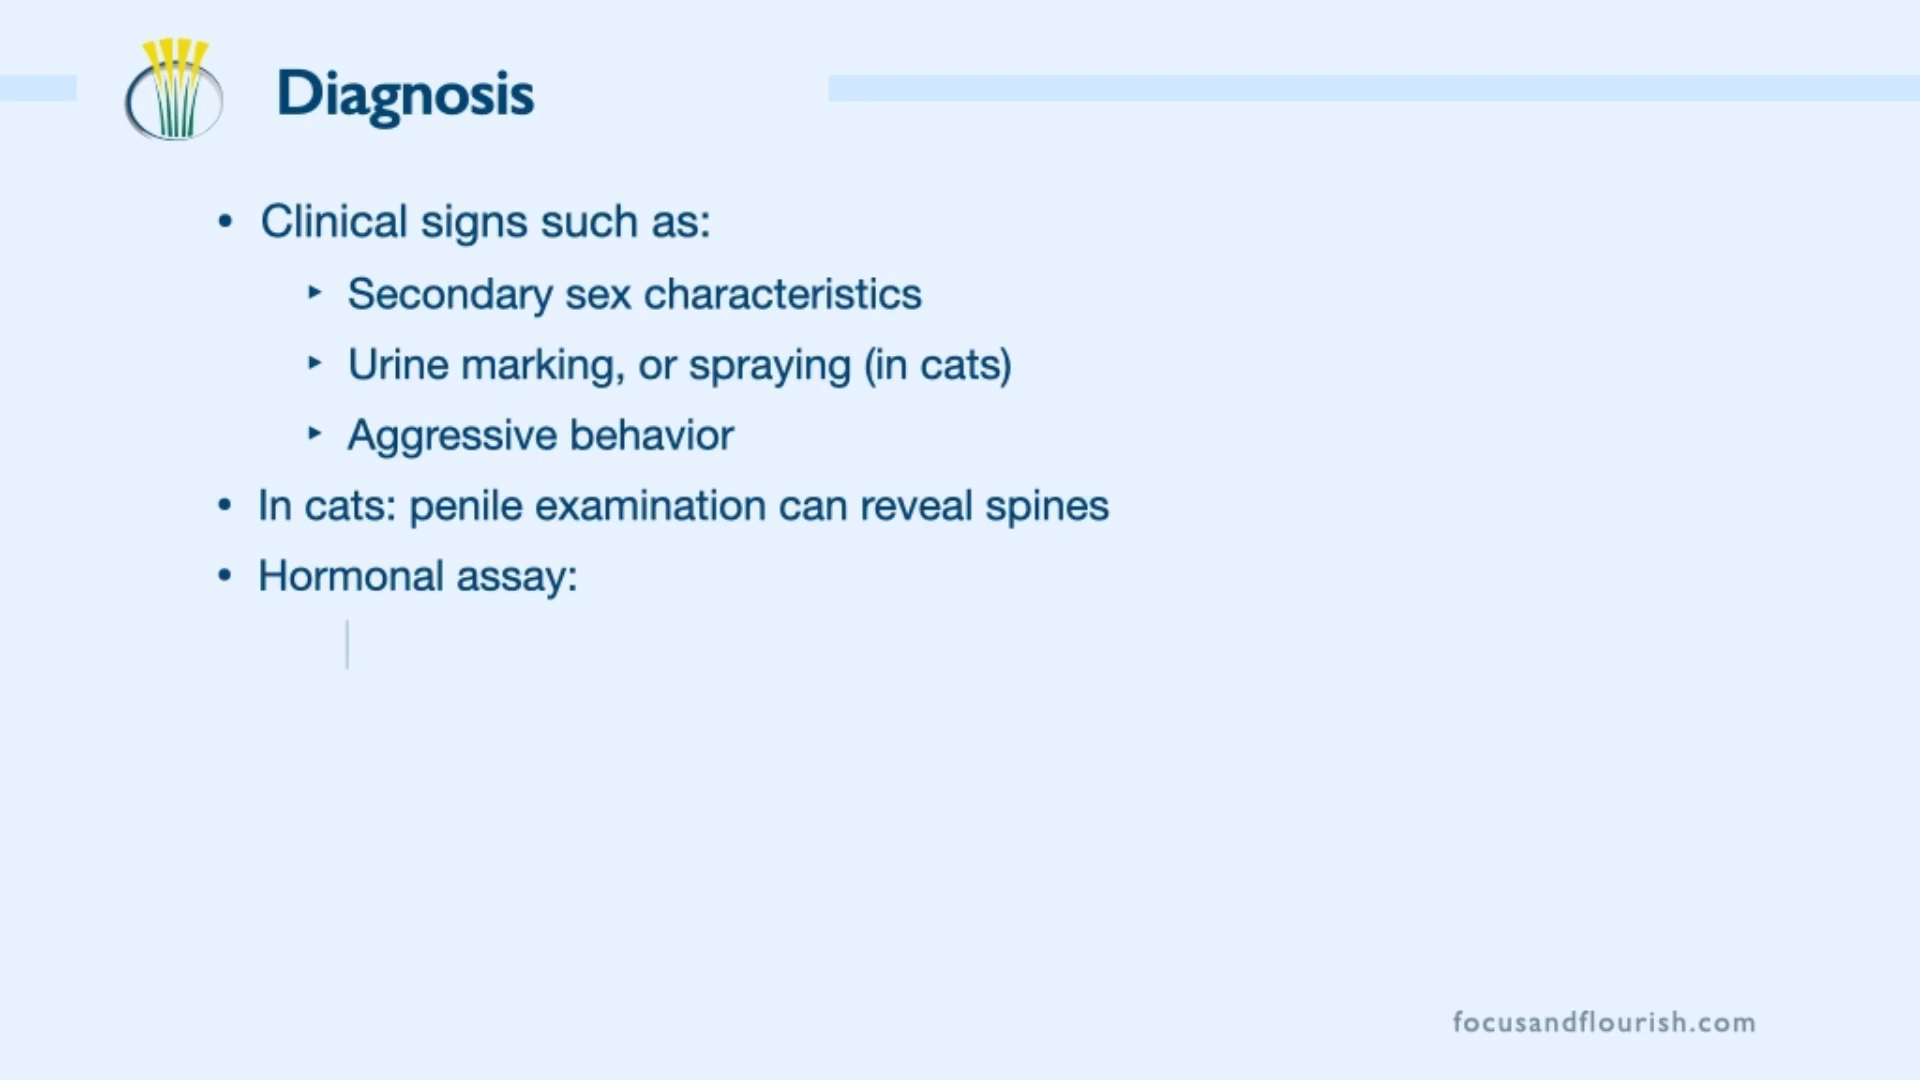 Diagnosis
• Clinical signs such as:
‣ Secondary sex characteristics
‣ Urine marking, or spraying (in cats)
‣ Aggressive behavior
• In cats: penile examination can reveal spines
• Hormonal assay:
focusandflourish.com